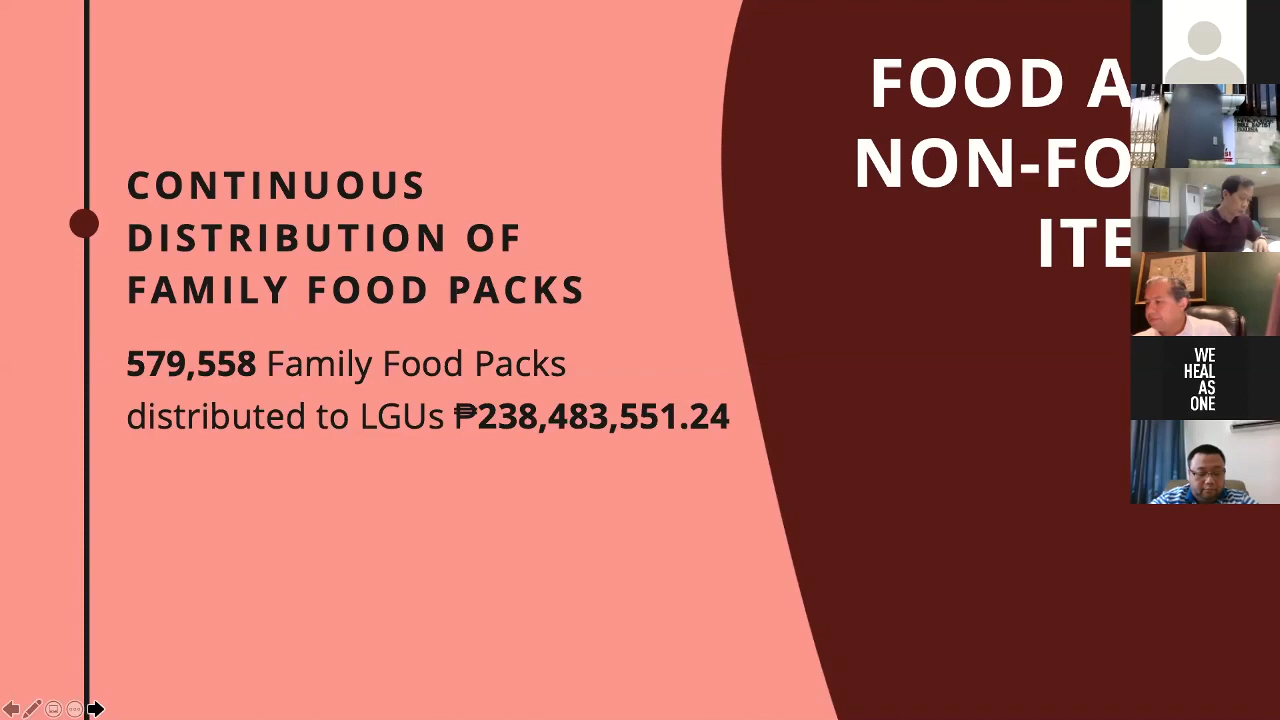 CONTINUOUS
DISTRIBUTION OF
FAMILY FOOD PACKS
579,558 Family Food Packs
distributed to LGUs ₱238,483,551.24
FOOD A
NON-FO
ITE
WE
HEAL
AS
ONE